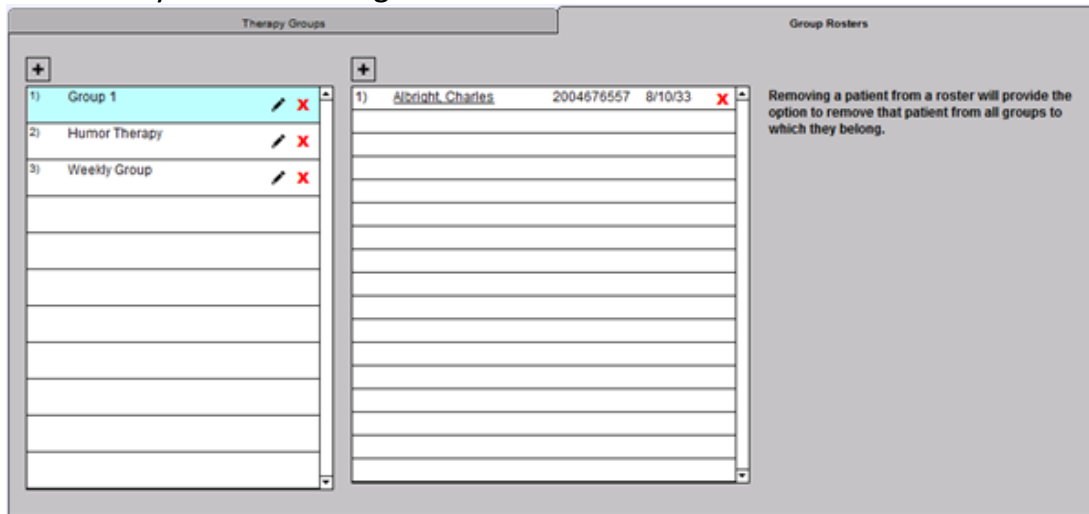 Therapy Groups
Group Rosters
+
+
1) Group 1 X
2) Humor Therapy X
3) Weekly Group X
1) Albright, Charles 2004676557 8/10/33 X
Removing a patient from a roster will provide the
option to remove that patient from all groups to
which they belong.